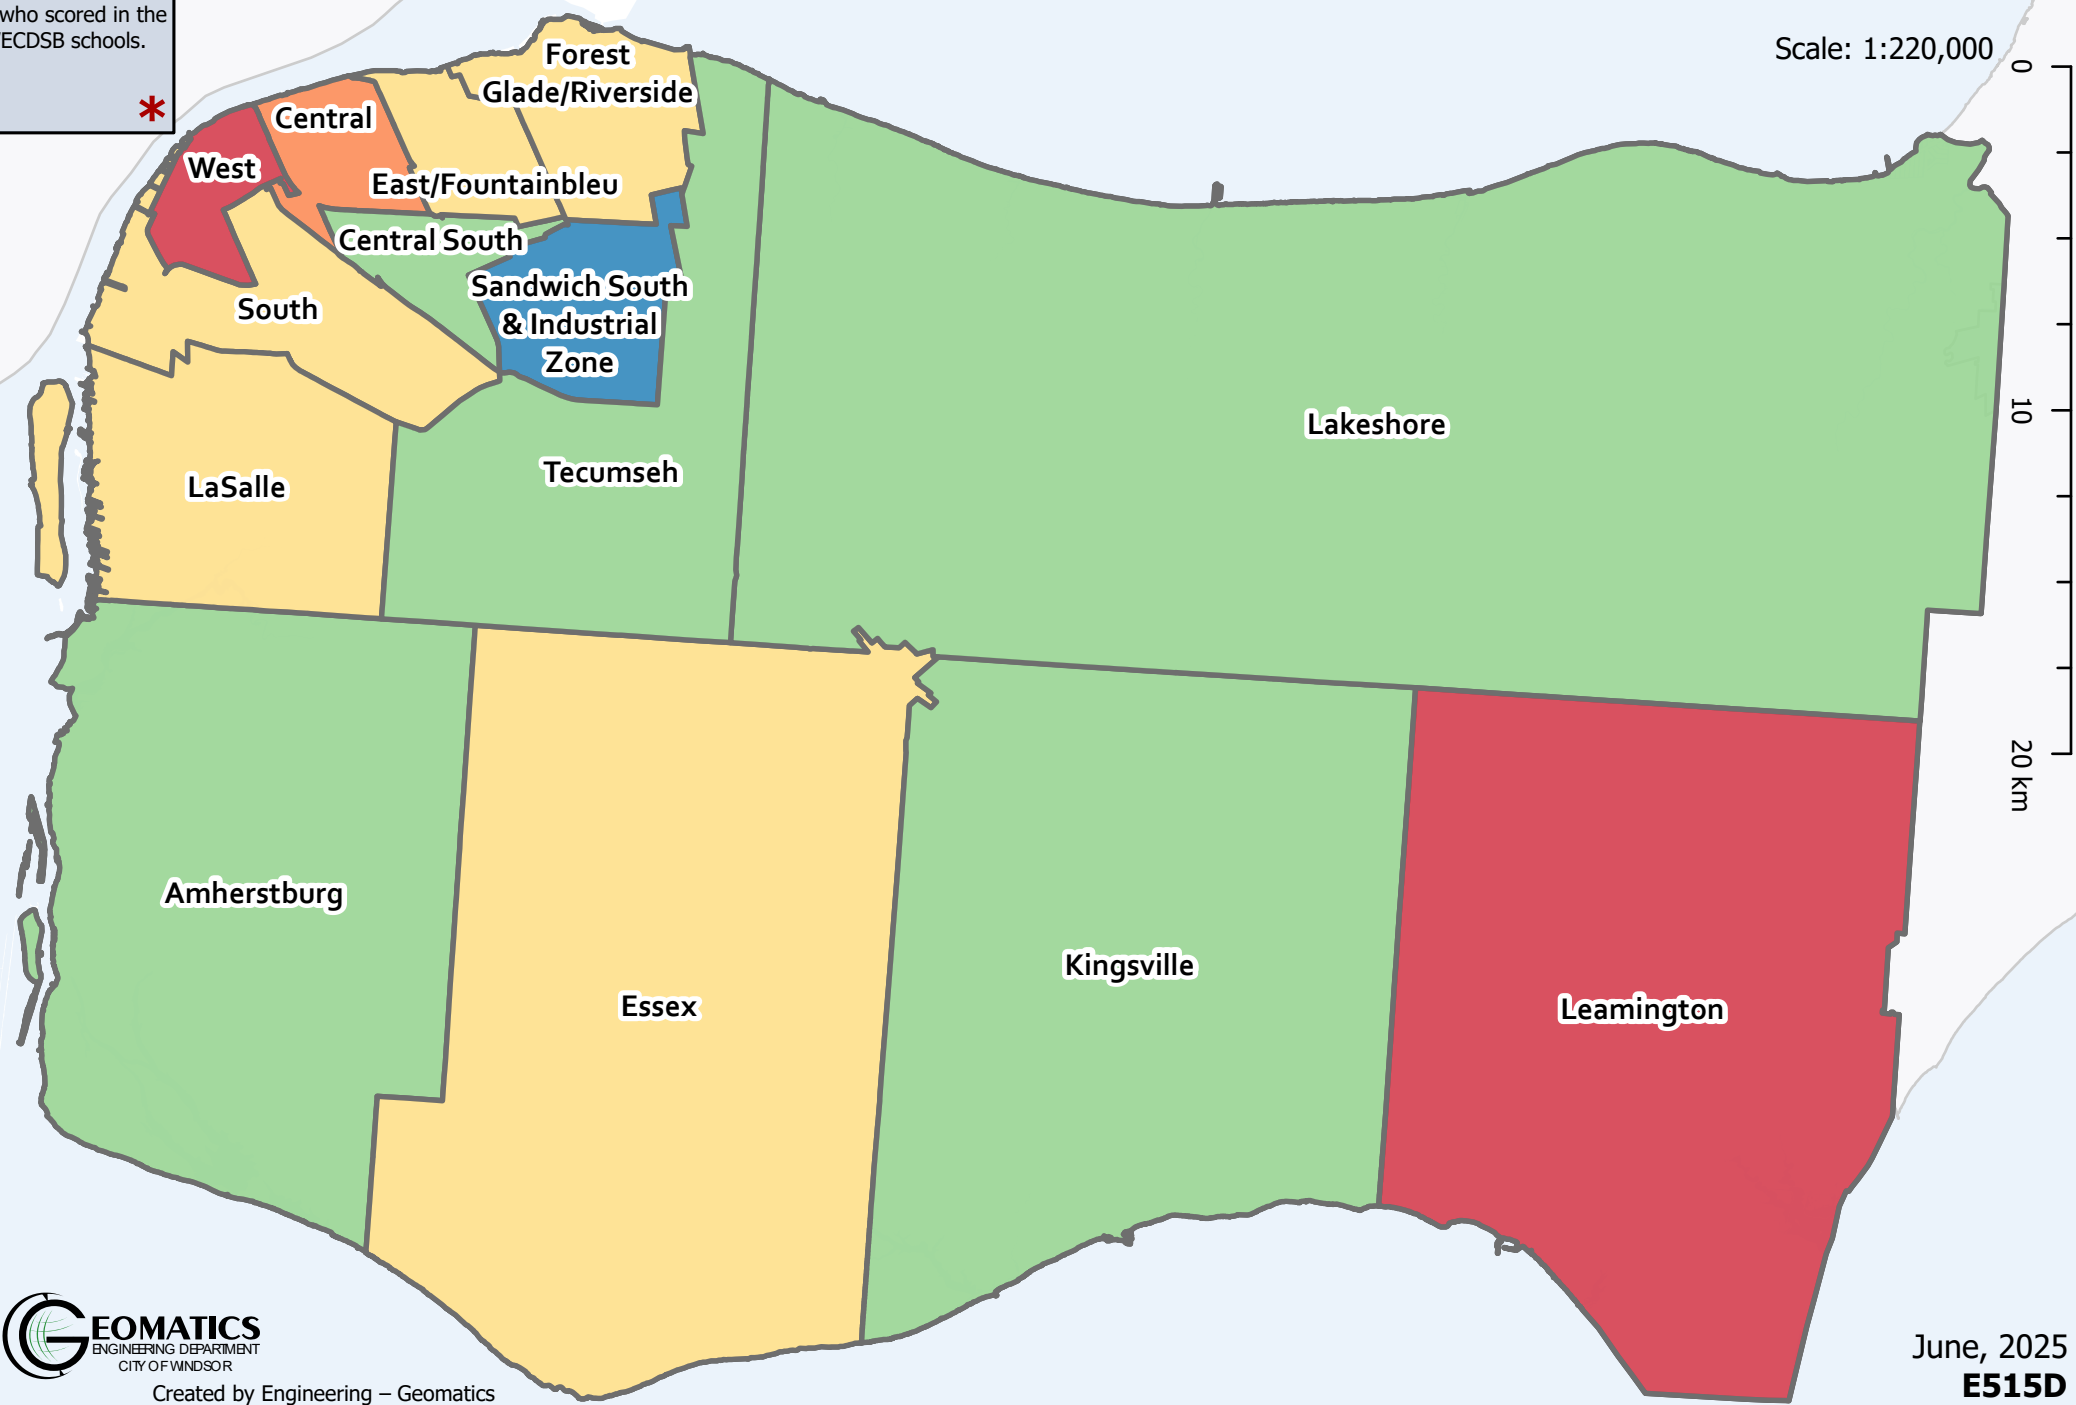 who scored in the
ECDSB schools.
*
Scale: 1:220,000
0
10
20 km
Forest
Glade/Riverside
Central
West
East/Fountainbleu
Central South
Sandwich South
& Industrial
Zone
South
Lakeshore
Tecumseh
LaSalle
Amherstburg
Kingsville
Essex
Leamington
GEOMATICS
ENGINEERING DEPARTMENT
CITY OF WINDSOR
Created by Engineering – Geomatics
June, 2025
E515D